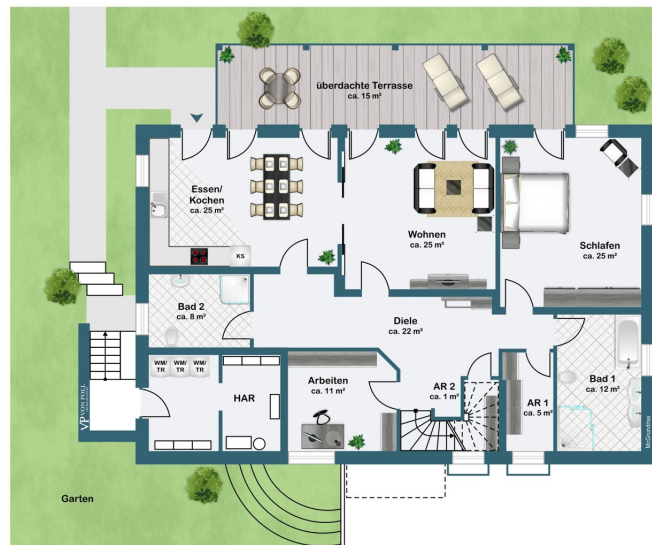 überdachte Terrasse
ca. 15 m²
Essen/
Kochen
ca. 25 m²
KS
Wohnen
ca. 25 m²
Schlafen
ca. 25 m²
Bad 2
ca. 8 m²
Diele
ca. 22 m²
WM/
TR
WM/
TR
WM/
TR
HAR
Arbeiten
ca. 11 m²
AR 2
ca. 1 m²
AR 1
ca. 5 m²
Bad 1
ca. 12 m²
VP VON POLL
McGrundriss
Garten